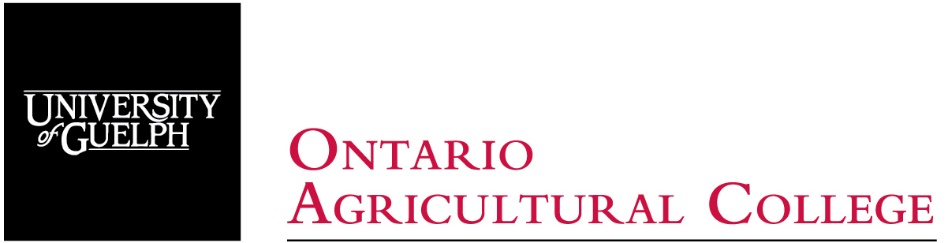 UNIVERSITY
of GUELPH
ONTARIO
AGRICULTURAL COLLEGE